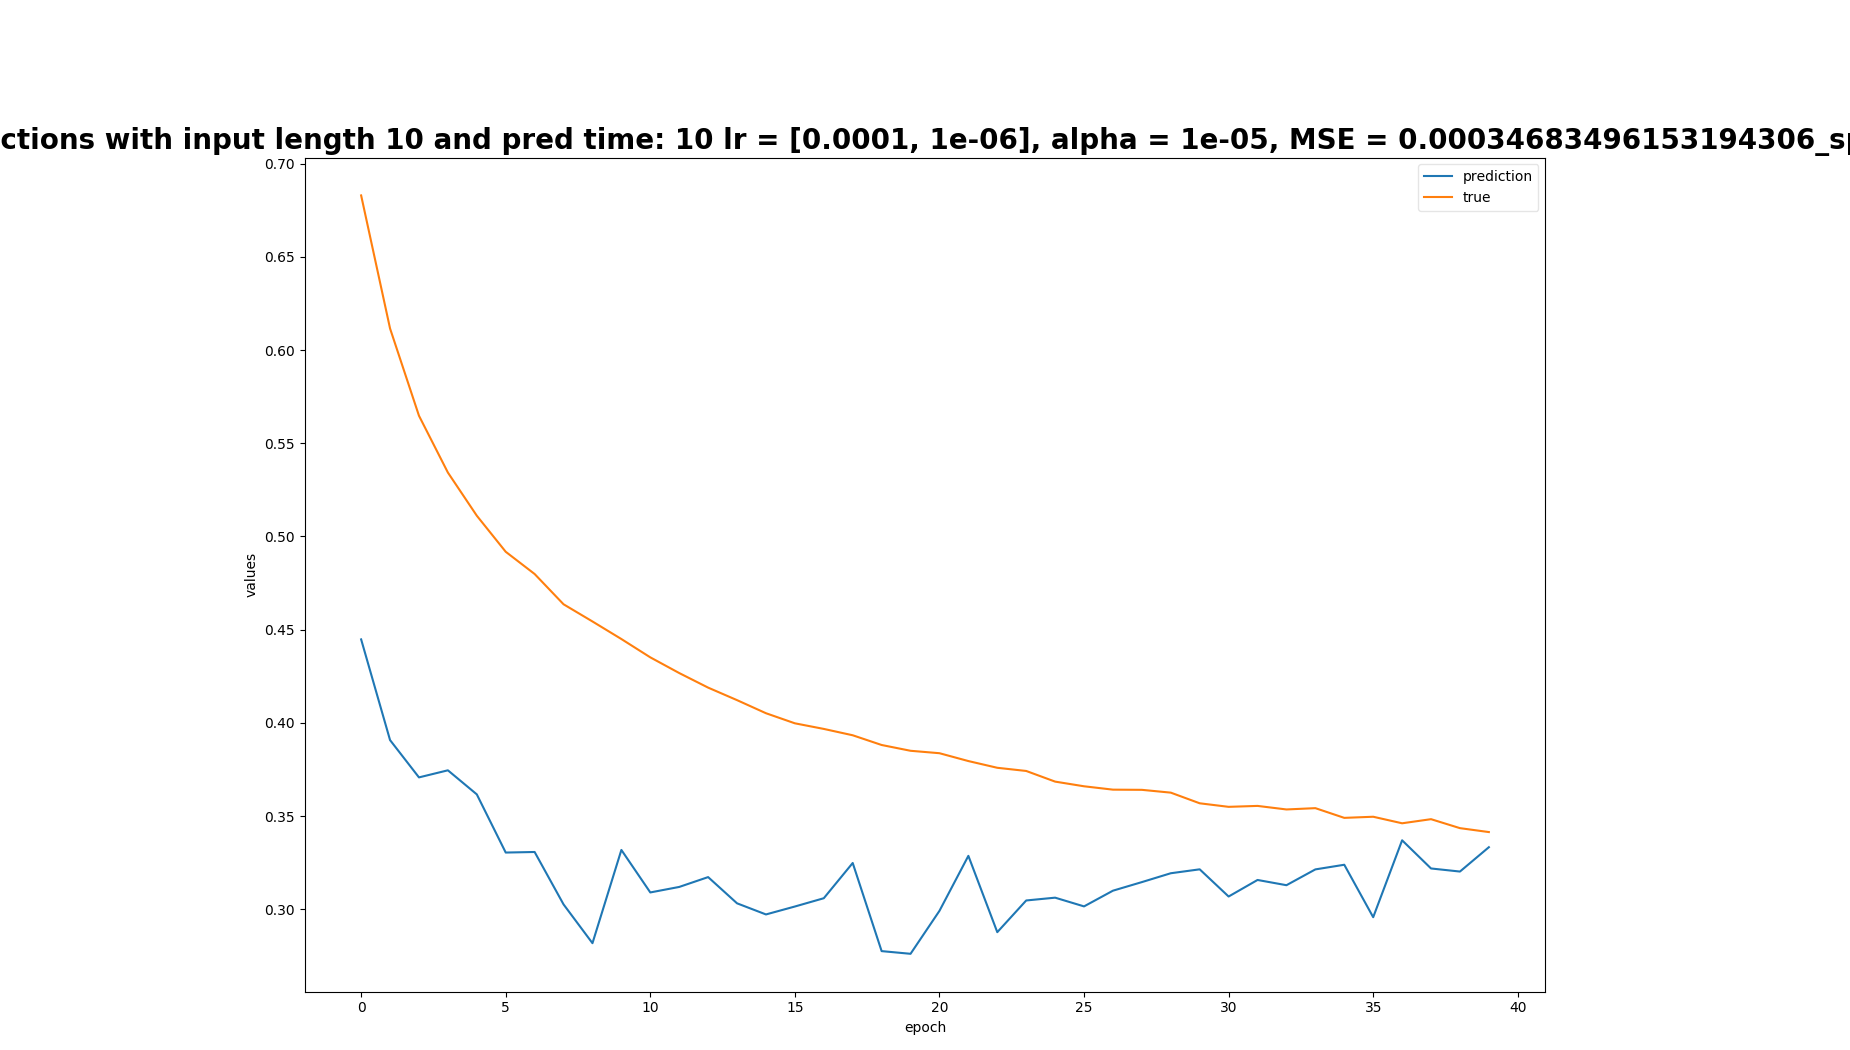 ctions with input length 10 and pred time: 10 lr = [0.0001, 1e-06], alpha = 1e-05, MSE = 0.00034683496153194306_sp
prediction
true
0.70
0.65
0.60
0.55
0.50
0.45
0.40
0.35
0.30
values
0 5 10 15 20 25 30 35 40
epoch